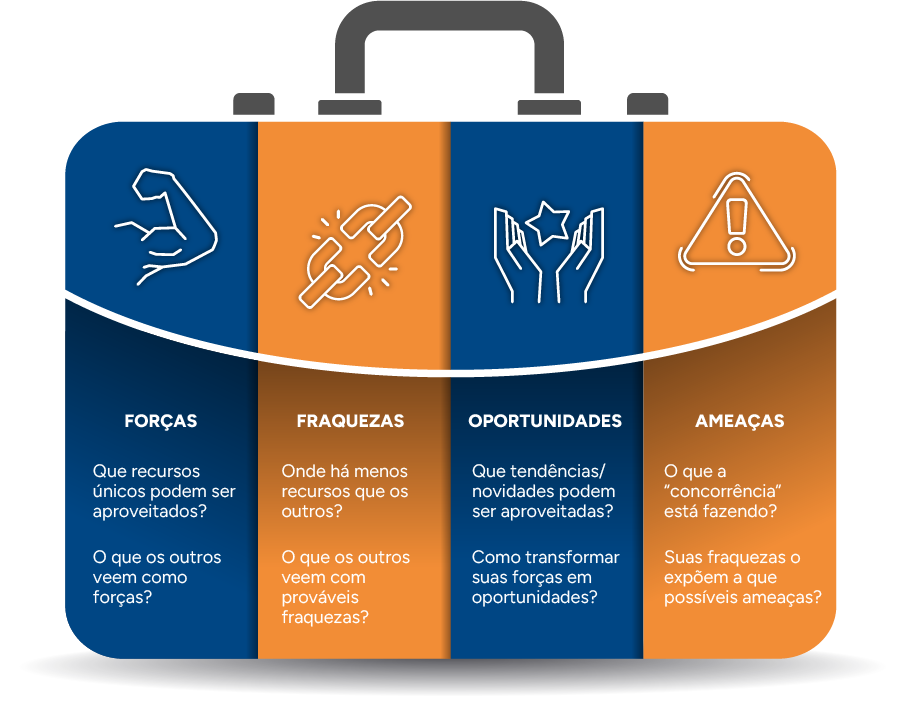 FORÇAS
Que recursos
únicos podem ser
aproveitados?
O que os outros
veem como
forças?
FRAQUEZAS
Onde há menos
recursos que os
outros?
O que os outros
veem com
prováveis
fraquezas?
OPORTUNIDADES
Que tendências/
novidades podem
ser aproveitadas?
Como transformar
suas forças em
oportunidades?
AMEAÇAS
O que a
“concorrência“
está fazendo?
Suas fraquezas o
expõem a que
possíveis ameaças?